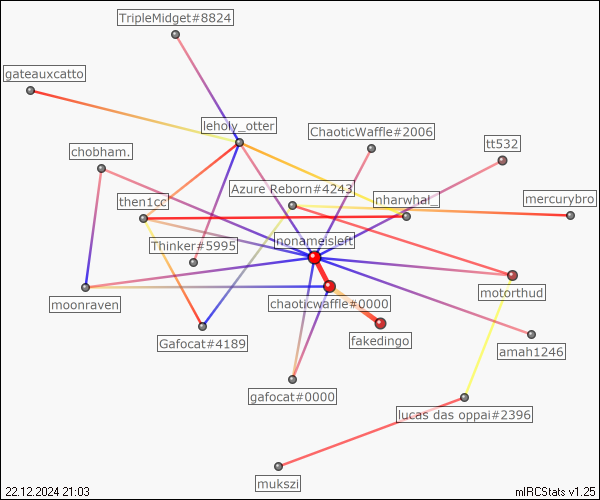 TripleMidget#8824
gateauxcatto
leholy_otter
ChaoticWaffle#2006
tt532
chobham.
Azure Reborn#4243
nharwhal_
mercurybro
then1cc
Thinker#5995
nonameisleft
moonraven
chaoticwaffle#0000
motorthud
Gafocat#4189
fakedingo
amah1246
gafocat#0000
lucas das oppai#2396
mukszi
22.12.2024 21:03
mIRCStats v1.25